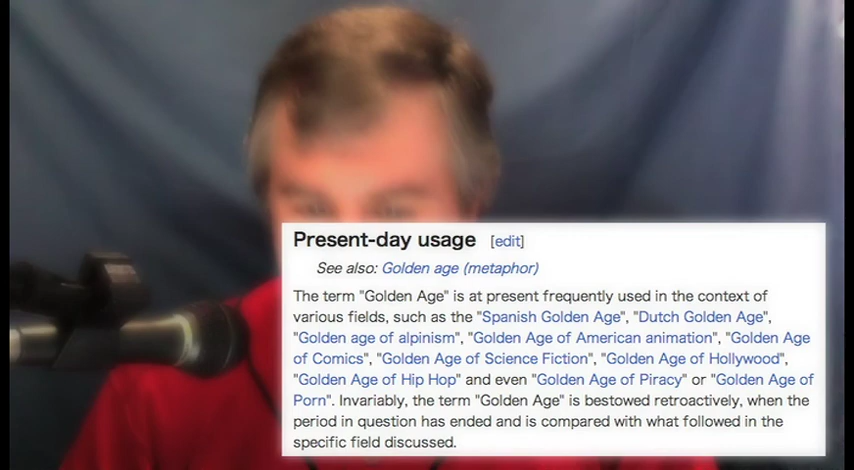 Present-day usage [edit]
See also: Golden age (metaphor)
The term "Golden Age" is at present frequently used in the context of
various fields, such as the "Spanish Golden Age", "Dutch Golden Age",
"Golden age of alpinism", "Golden Age of American animation", "Golden Age
of Comics", "Golden Age of Science Fiction", "Golden Age of Hollywood",
"Golden Age of Hip Hop" and even "Golden Age of Piracy" or "Golden Age of
Porn". Invariably, the term "Golden Age" is bestowed retroactively, when the
period in question has ended and is compared with what followed in the
specific field discussed.